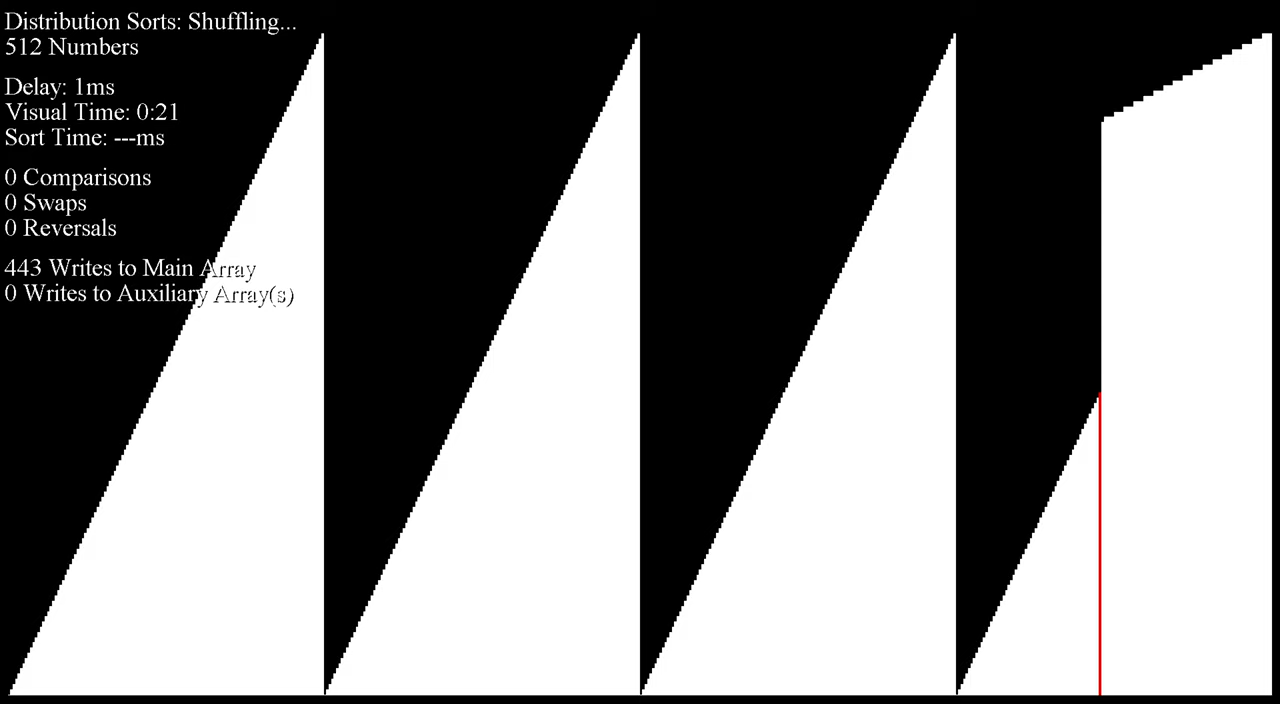 Distribution Sorts: Shuffling...
512 Numbers
Delay: 1ms
Visual Time: 0:21
Sort Time: ---ms
0 Comparisons
0 Swaps
0 Reversals
443 Writes to Main Array
0 Writes to Auxiliary Array(s)